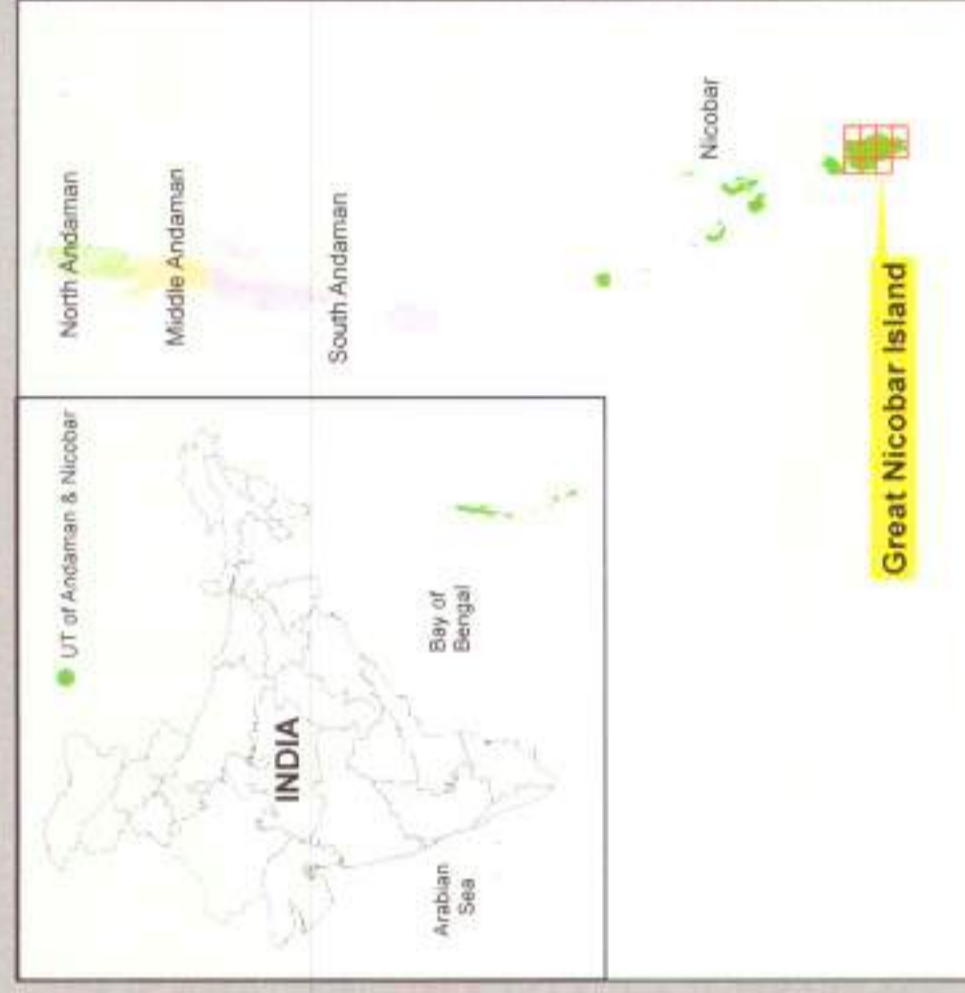 UT of Andaman & Nicobar
INDIA
Arabian
Sea
Bay of
Bengal
North Andaman
Middle Andaman
South Andaman
Nicobar
Great Nicobar Island